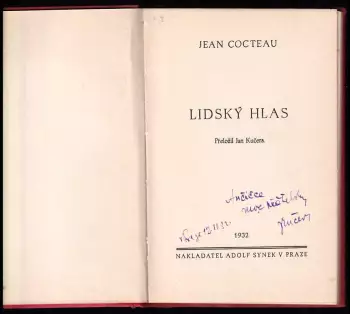 JEAN COCTEAU
LIDSKÝ HLAS
Přeložil Jan Kučera
1932
NAKLADATEL ADOLF SYNEK V PRAZE